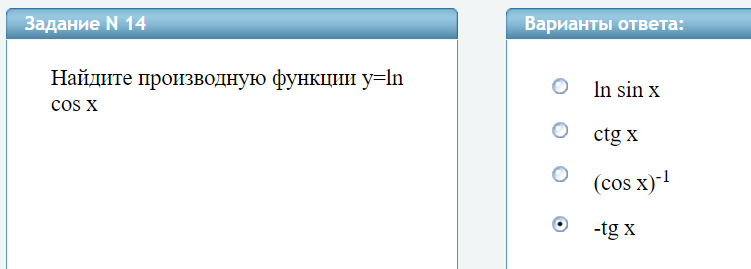 Задание N 14
Найдите производную функции y=ln
cos x
Варианты ответа:
ln sin x
ctg x
(cos x)⁻¹
-tg x